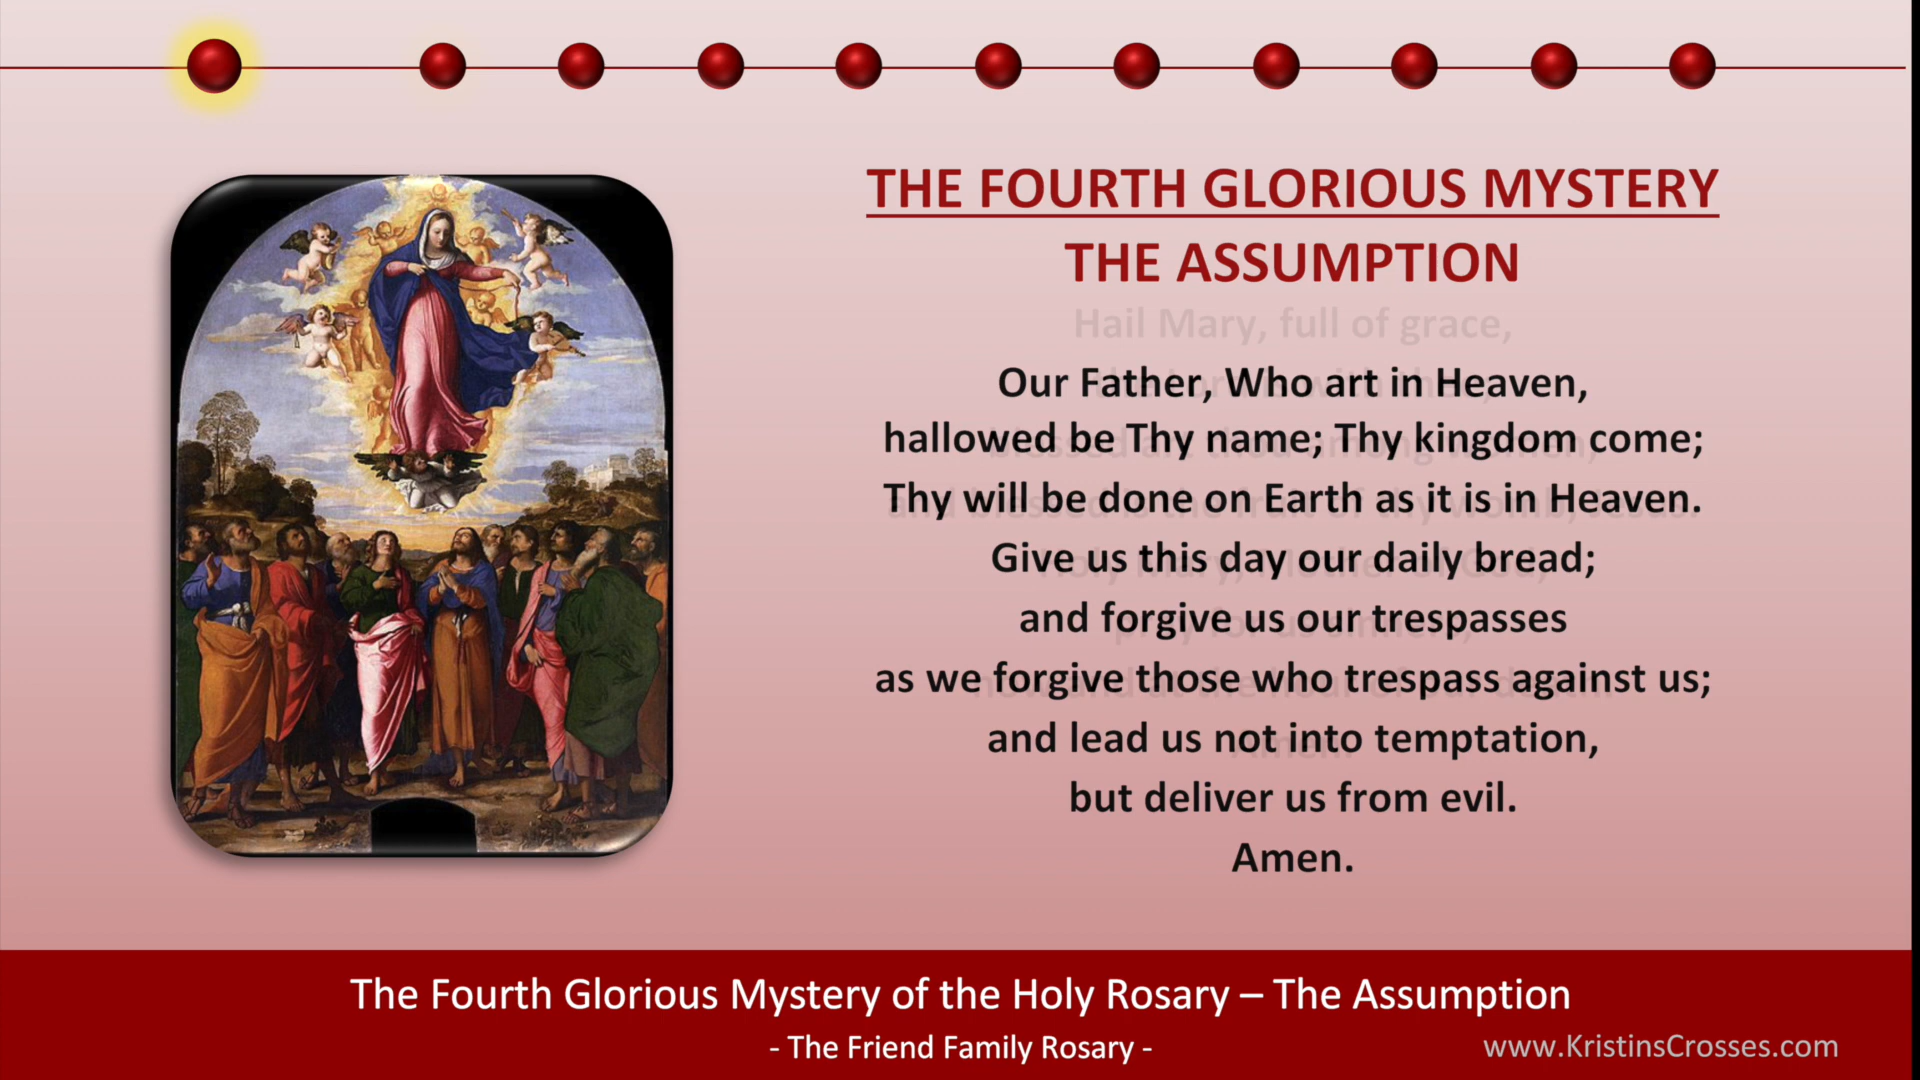 THE FOURTH GLORIOUS MYSTERY
THE ASSUMPTION
Hail Mary, full of grace,
Our Father, Who art in Heaven,
hallowed be Thy name; Thy kingdom come;
Thy will be done on Earth as it is in Heaven.
Give us this day our daily bread;
and forgive us our trespasses
as we forgive those who trespass against us;
and lead us not into temptation,
but deliver us from evil.
Amen.
The Fourth Glorious Mystery of the Holy Rosary – The Assumption
- The Friend Family Rosary -
www.KristinsCrosses.com